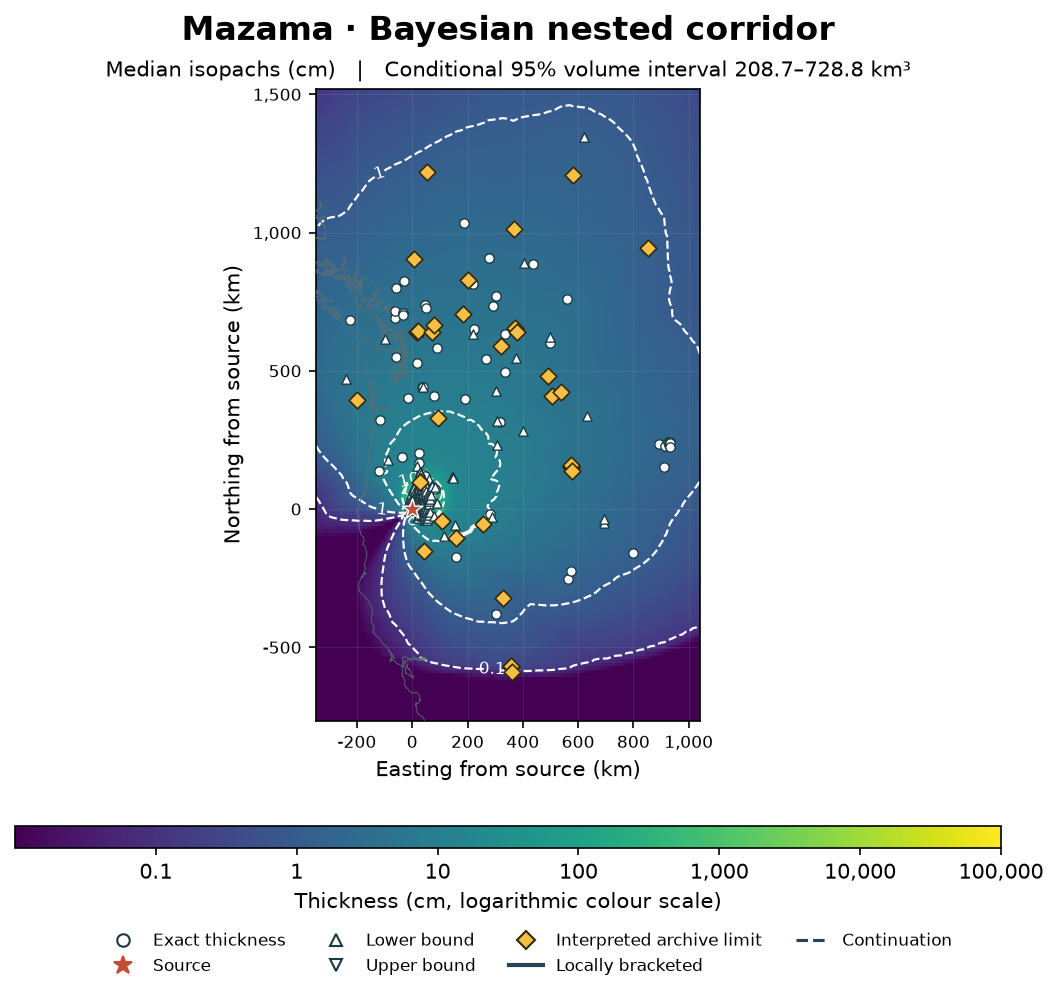 Mazama · Bayesian nested corridor
Median isopachs (cm) | Conditional 95% volume interval 208.7–728.8 km³
1,500
1,000
500
0
-500
Northing from source (km)
1
10
1
0.1
-200 0 200 400 600 800 1,000
Easting from source (km)
0.1 1 10 100 1,000 10,000 100,000
Thickness (cm, logarithmic colour scale)
Exact thickness Lower bound Interpreted archive limit Continuation
Source Upper bound Locally bracketed